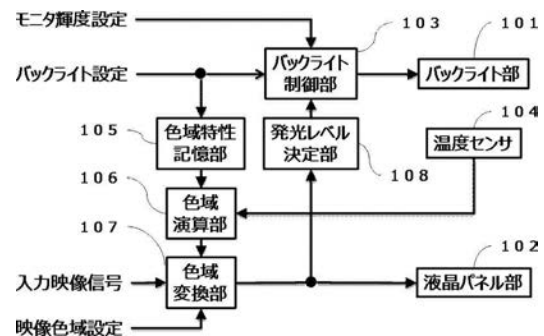 モニタ輝度設定
103
101
バックライト設定
バックライト
制御部
バックライト部
104
105
色域特性
記憶部
発光レベル
決定部
温度センサ
106
108
色域
演算部
107
102
入力映像信号
色域
変換部
液晶パネル部
映像色域設定